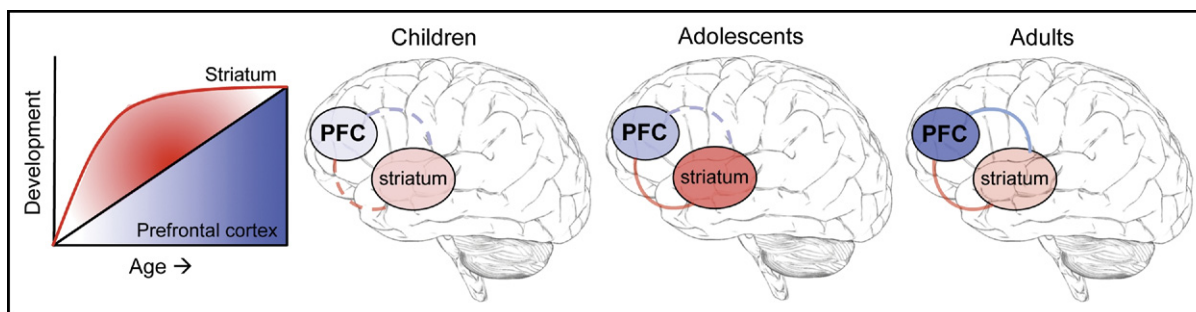 Development
Striatum
Prefrontal cortex
Age →
Children
PFC
striatum
Adolescents
PFC
striatum
Adults
PFC
striatum